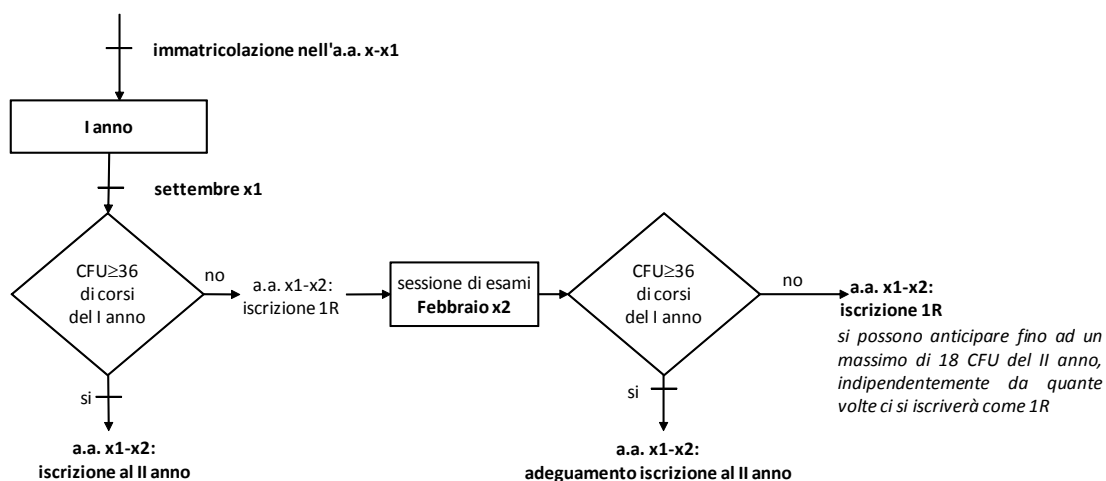 immatricolazione nell'a.a. x-x1
I anno
settembre x1
CFU≥36
di corsi
del I anno
no
a.a. x1-x2:
iscrizione 1R
si
a.a. x1-x2:
iscrizione al II anno
sessione di esami
Febbraio x2
CFU≥36
di corsi
del I anno
no
a.a. x1-x2:
iscrizione 1R
si possono anticipare fino ad un
massimo di 18 CFU del II anno,
indipendentemente da quante
volte ci si iscriverà come 1R
si
a.a. x1-x2:
adeguamento iscrizione al II anno